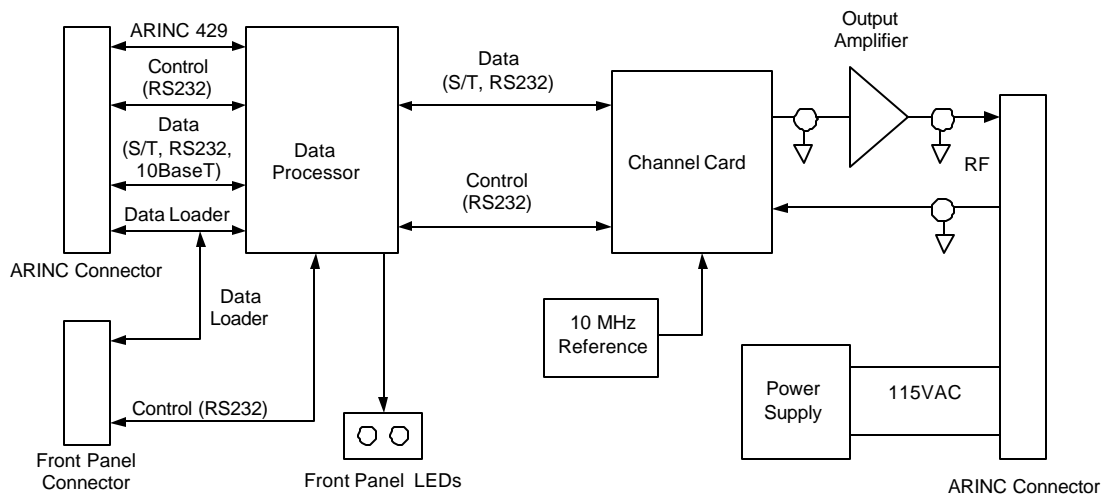 ARINC 429
Control
(RS232)
Data
(S/T, RS232,
10BaseT)
Data Loader
ARINC Connector
Data
Loader
Control (RS232)
Front Panel
Connector
Data
Processor
Front Panel LEDs
Data
(S/T, RS232)
Control
(RS232)
Channel Card
10 MHz
Reference
Output
Amplifier
RF
Power
Supply
115VAC
ARINC Connector